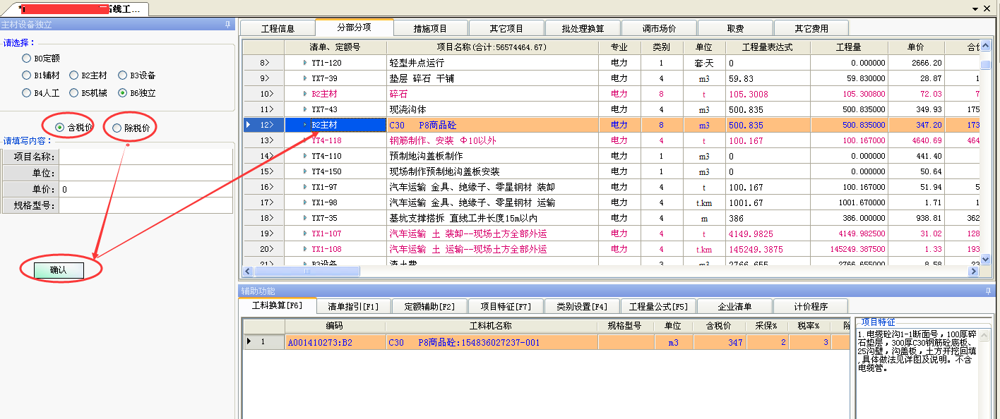 石线工...
主材设备独立
请选择：
B0定额
B1辅材 B2主材 B3设备
B4人工 B5机械 B6独立
含税价 除税价
请填写内容：
项目名称:
单位:
单价: 0
规格型号:
确认
工程信息 分部分项 措施项目 其它项目 批处理换算 调市场价 取费 其它费用
清单、定额号 项目名称(合计:56574464.67) 专业 类别 单位 工程量表达式 工程量 单价
8> YT1-120 轻型井点运行 电力 1 套·天 0 0.000000 2666.20
9> YX7-39 垫层 碎石 干铺 电力 4 m3 59.83 59.830000 28.87 1
10> B2主材 碎石 电力 8 t 105.3008 105.300800 72.03 7
11> YX7-43 现浇沟体 电力 4 m3 500.835 500.835000 349.93 175
12> B2主材 C30 P8商品砼 电力 8 m3 500.835 500.835000 347.20 173
13> YT4-118 钢筋制作、安装 Φ10以外 电力 4 t 100.167 100.167000 4640.69 464
14> YT4-110 预制地沟盖板制作 电力 1 m3 0 0.000000 441.40
15> YT4-150 现场制作预制地沟盖板安装 电力 1 m3 0 0.000000 50.64
16> YX1-97 汽车运输 金具、绝缘子、零星钢材 装卸 电力 4 t 100.167 100.167000 51.94 5
17> YX1-98 汽车运输 金具、绝缘子、零星钢材 运输 电力 4 t.km 1001.67 1001.670000 1.71 1
18> YX7-35 基坑支撑搭拆 直线工井长度15m以内 电力 4 m 386 386.000000 938.81 362
19> YX1-107 汽车运输 土 装卸--现场土方全部外运 电力 4 t 4149.9825 4149.982500 31.02 128
20> YX1-108 汽车运输 土 运输--现场土方全部外运 电力 4 t.km 145249.3875 145249.387500 1.33 193
21> B3设备 渣土费 电力 3 m3 2766.655 2766.655000 8.58 23
辅助功能
工料换算[F6] 清单指引[F1] 定额辅助[F2] 项目特征[F7] 类别设置[F4] 工程量公式[F5] 企业清单 计价程序
编码 工料机名称 规格型号 单位 含税价 采保% 税率% 除
1 A001410273:B2 C30 P8商品砼:154836027237-001 m3 347 2 3
项目特征
1.电缆砼沟1-1断面号，100厚碎
石垫层，300厚C30钢筋砼底板、
25沟壁，沟盖板，土方开挖回填
,具体做法见详图及说明。不含
电缆管。